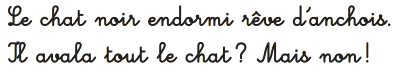 Le chat noir endormi rêve d'anchois.
Il avala tout le chat ? Mais non !